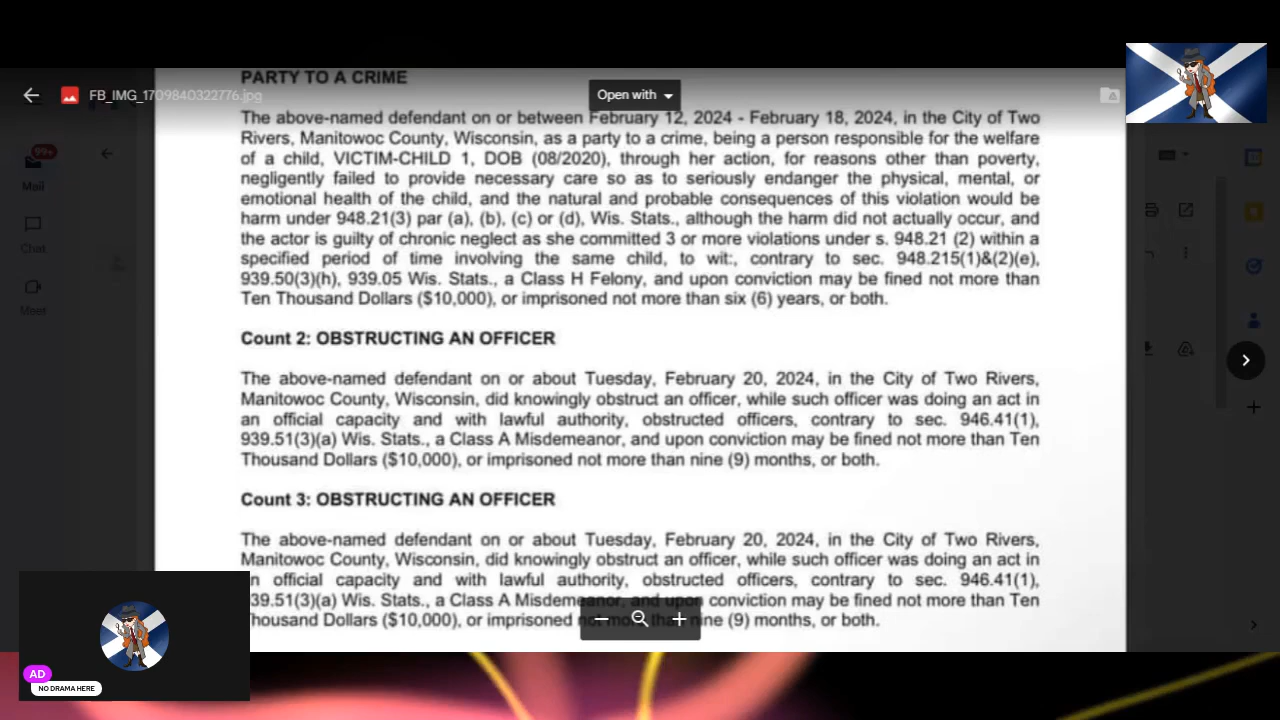 PARTY TO A CRIME
FB_IMG_1709840322776.jpg
Open with
The above-named defendant on or between February 12, 2024 - February 18, 2024, in the City of Two
Rivers, Manitowoc County, Wisconsin, as a party to a crime, being a person responsible for the welfare
of a child, VICTIM-CHILD 1, DOB (08/2020), through her action, for reasons other than poverty,
negligently failed to provide necessary care so as to seriously endanger the physical, mental, or
emotional health of the child, and the natural and probable consequences of this violation would be
harm under 948.21(3) par (a), (b), (c) or (d), Wis. Stats., although the harm did not actually occur, and
the actor is guilty of chronic neglect as she committed 3 or more violations under s. 948.21 (2) within a
specified period of time involving the same child, to wit:, contrary to sec. 948.215(1)&(2)(e),
939.50(3)(h), 939.05 Wis. Stats., a Class H Felony, and upon conviction may be fined not more than
Ten Thousand Dollars ($10,000), or imprisoned not more than six (6) years, or both.
99+
Mail
Chat
Meet
Count 2: OBSTRUCTING AN OFFICER
The above-named defendant on or about Tuesday, February 20, 2024, in the City of Two Rivers,
Manitowoc County, Wisconsin, did knowingly obstruct an officer, while such officer was doing an act in
an official capacity and with lawful authority, obstructed officers, contrary to sec. 946.41(1),
939.51(3)(a) Wis. Stats., a Class A Misdemeanor, and upon conviction may be fined not more than Ten
Thousand Dollars ($10,000), or imprisoned not more than nine (9) months, or both.
Count 3: OBSTRUCTING AN OFFICER
The above-named defendant on or about Tuesday, February 20, 2024, in the City of Two Rivers,
Manitowoc County, Wisconsin, did knowingly obstruct an officer, while such officer was doing an act in
an official capacity and with lawful authority, obstructed officers, contrary to sec. 946.41(1),
939.51(3)(a) Wis. Stats., a Class A Misdemeanor, and upon conviction may be fined not more than Ten
Thousand Dollars ($10,000), or imprisoned not more than nine (9) months, or both.
AD
NO DRAMA HERE